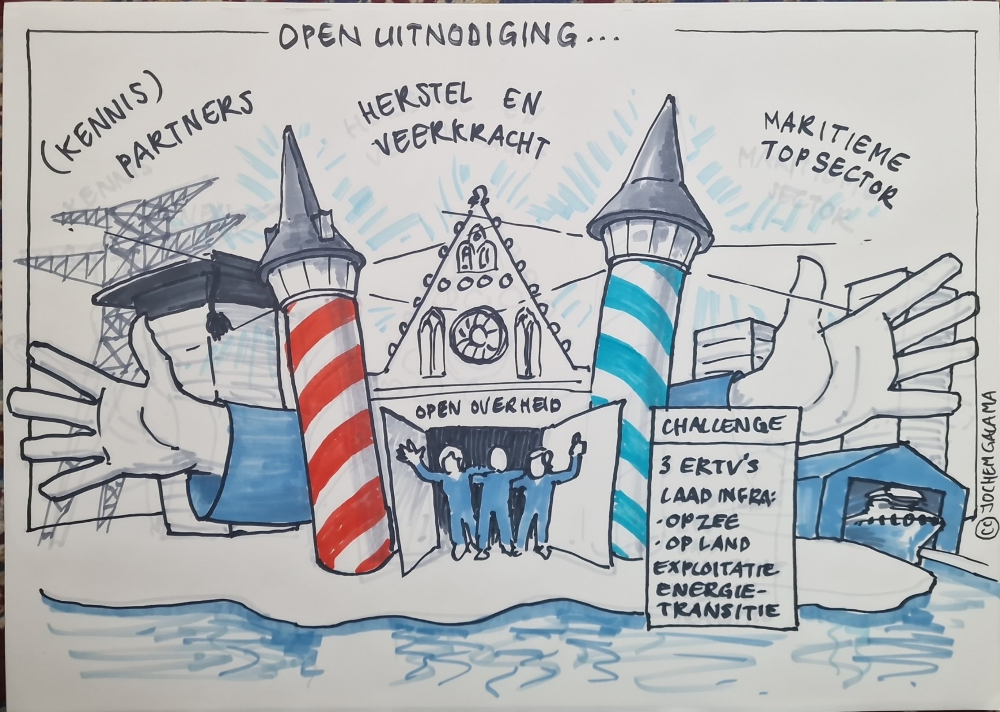 OPEN UITNODIGING...
(KENNIS)
PARTNERS
HERSTEL EN
VEERKRACHT
MARITIEME
TOPSECTOR
OPEN OVERHEID
CHALLENGE
3 ERTV'S
LAAD INFRA:
· OP ZEE
· OP LAND
EXPLOITATIE
ENERGIE-
TRANSITIE
(CC) JOCHEM GALAMA